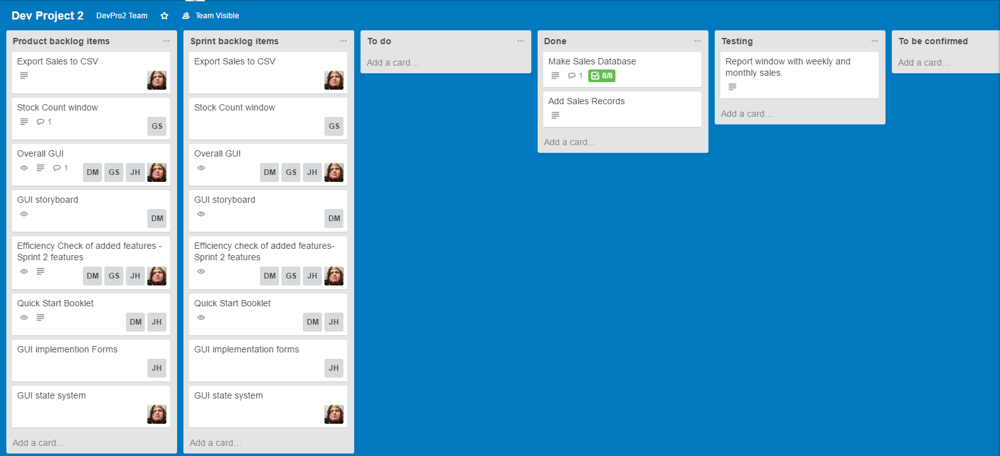 Dev Project 2 DevPro2 Team Team Visible
Product backlog items
Export Sales to CSV
Stock Count window
1
GS
Overall GUI
1 DM GS JH
GUI storyboard
DM
Efficiency Check of added features -
Sprint 2 features
DM GS JH
Quick Start Booklet
DM JH
GUI implemention Forms
JH
GUI state system
Add a card...
Sprint backlog items
Export Sales to CSV
Stock Count window
GS
Overall GUI
DM GS JH
GUI storyboard
DM
Efficiency check of added features-
Sprint 2 features
DM GS JH
Quick Start Booklet
DM JH
GUI implementation forms
JH
GUI state system
Add a card...
To do
Add a card...
Done
Make Sales Database
1 8/8
Add Sales Records
Add a card...
Testing
Report window with weekly and
monthly sales.
Add a card...
To be confirmed
Add a card...